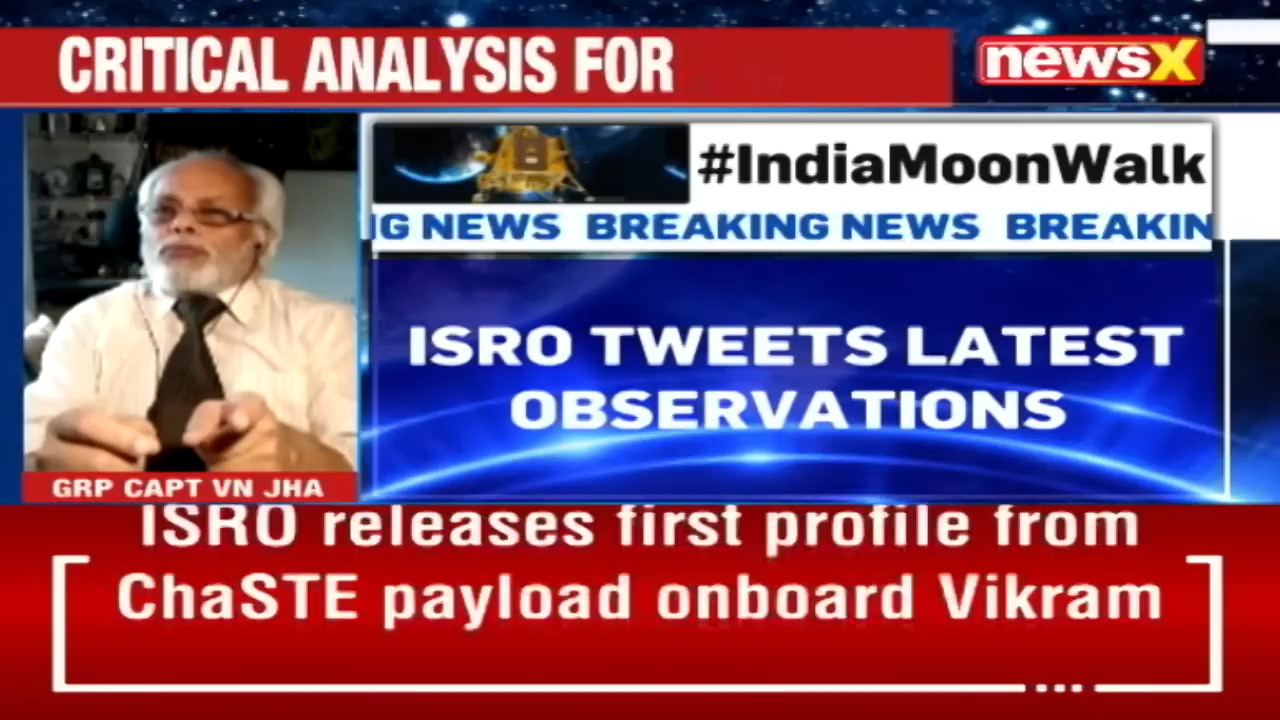 CRITICAL ANALYSIS FOR
newsX
#IndiaMoonWalk
NG NEWS BREAKING NEWS BREAKIN
ISRO TWEETS LATEST
OBSERVATIONS
GRP CAPT VN JHA
ISRO releases first profile from
ChaSTE payload onboard Vikram
...